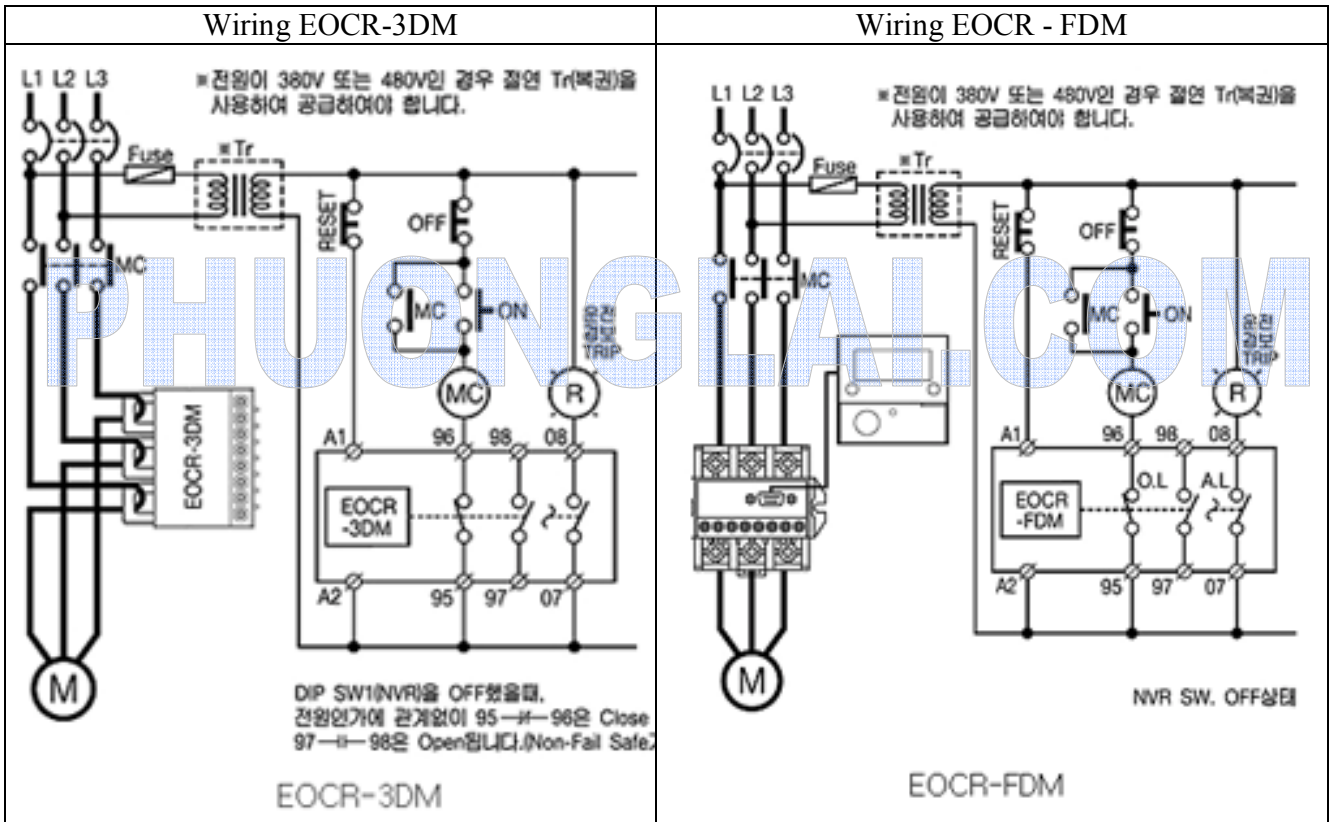 Wiring EOCR-3DM
L1 L2 L3
※전원이 380V 또는 480V인 경우 절연 Tr(복권)을
사용하여 공급하여야 합니다.
Fuse
※Tr
RESET
OFF
MC
MC
ON
운전
경보
TRIP
MC
R
EOCR-3DM
A1
96
98
08
EOCR
-3DM
A2
95
97
07
M
DIP SW1(NVR)을 OFF했을때,
전원인가에 관계없이 95 96은 Close
97 98은 Open됩니다.(Non-Fail Safe
EOCR-3DM
Wiring EOCR - FDM
L1 L2 L3
※전원이 380V 또는 480V인 경우 절연 Tr(복권)을
사용하여 공급하여야 합니다.
Fuse
※Tr
RESET
OFF
MC
MC
ON
운전
경보
TRIP
MC
R
A1
96
98
08
O.L
A.L
EOCR
-FDM
A2
95
97
07
M
NVR SW. OFF상태
EOCR-FDM
PHUONGLAI.COM